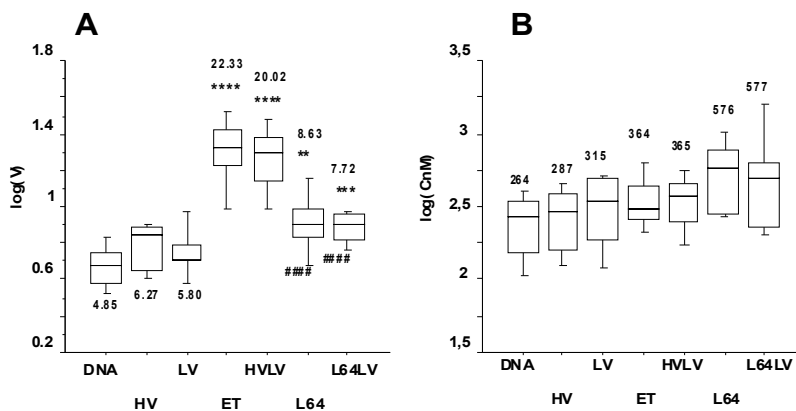 A
1.8
1.4
1
0.6
0.2
log(V)
22.33
****
20.02
****
8.63
**
7.72
***
####
####
4.85
6.27
5.80
DNA
LV
HVLV
L64LV
HV
ET
L64
B
3,5
3
2,5
2
1,5
log(CnM)
264
287
315
364
365
576
577
DNA
LV
HVLV
L64LV
HV
ET
L64